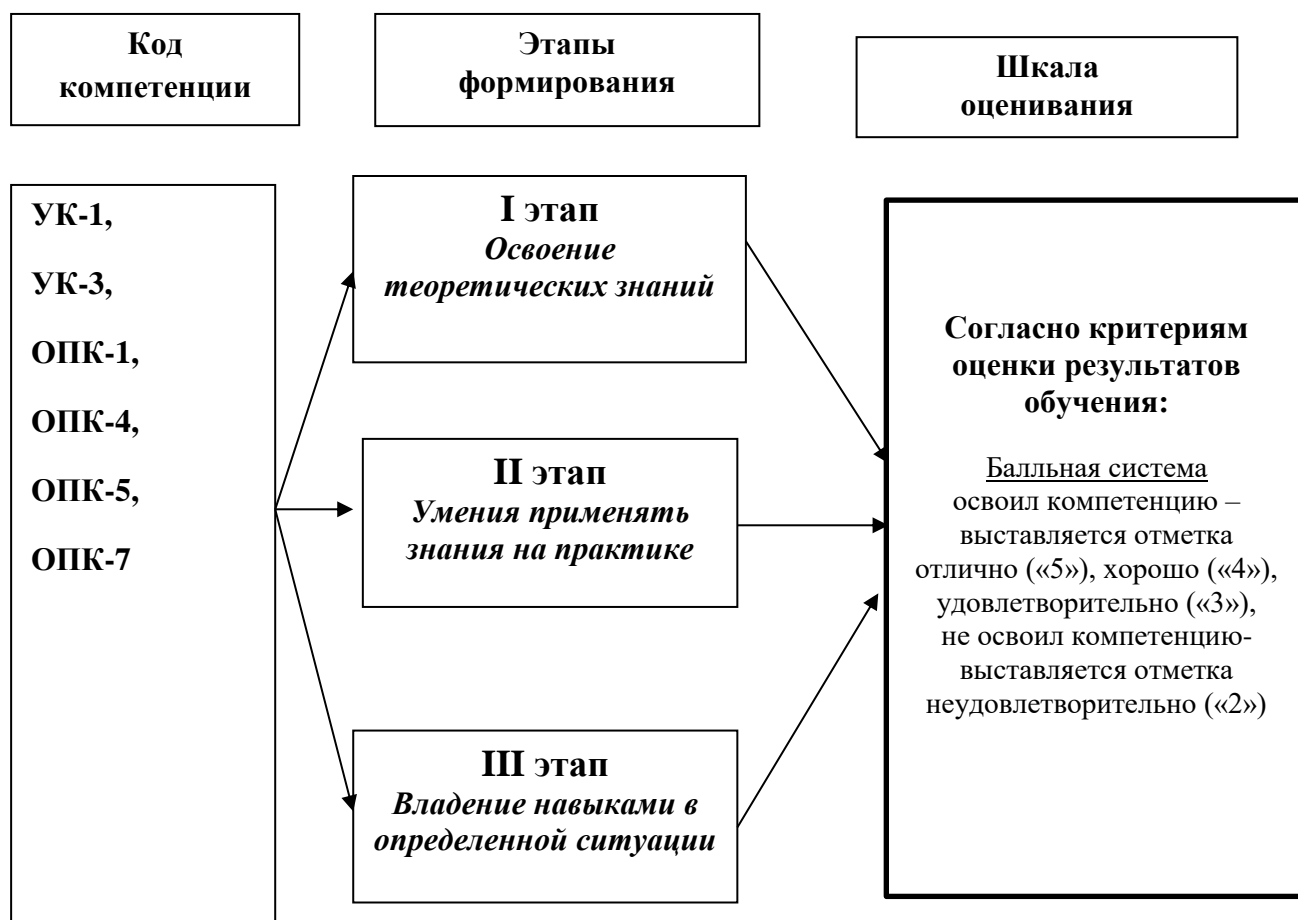 Код
компетенции
Этапы
формирования
Шкала
оценивания
УК-1,
УК-3,
ОПК-1,
ОПК-4,
ОПК-5,
ОПК-7
I этап
Освоение
теоретических знаний
II этап
Умения применять
знания на практике
III этап
Владение навыками в
определенной ситуации
Согласно критериям
оценки результатов
обучения:
Балльная система
освоил компетенцию –
выставляется отметка
отлично («5»), хорошо («4»),
удовлетворительно («3»),
не освоил компетенцию-
выставляется отметка
неудовлетворительно («2»)